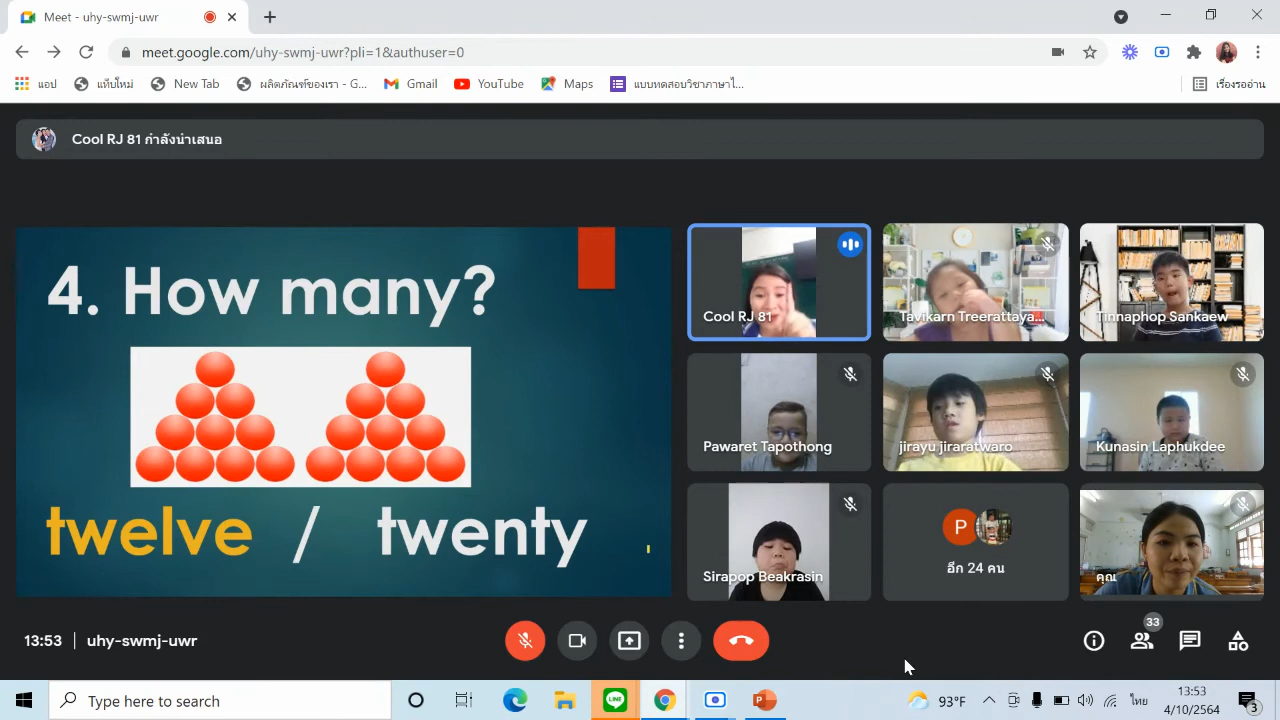 Meet - uhy-swmj-uwr
meet.google.com/uhy-swmj-uwr?pli=1&authuser=0
แอป แท็บใหม่ New Tab ผลิตภัณฑ์ของเรา - G... Gmail YouTube Maps แบบทดสอบวิชาภาษาไ... เรื่องรออ่าน
Cool RJ 81 กำลังนำเสนอ
4. How many?
twelve / twenty
Cool RJ 81
Tavikarn Treerattaya...
Tinnaphop Sankaew
Pawaret Tapothong
jirayu jiraratwaro
Kunasin Laphukdee
Sirapop Beakrasin
P
อีก 24 คน
คุณ
13:53 | uhy-swmj-uwr
33
Type here to search
93°F
ไทย
13:53
4/10/2564
3